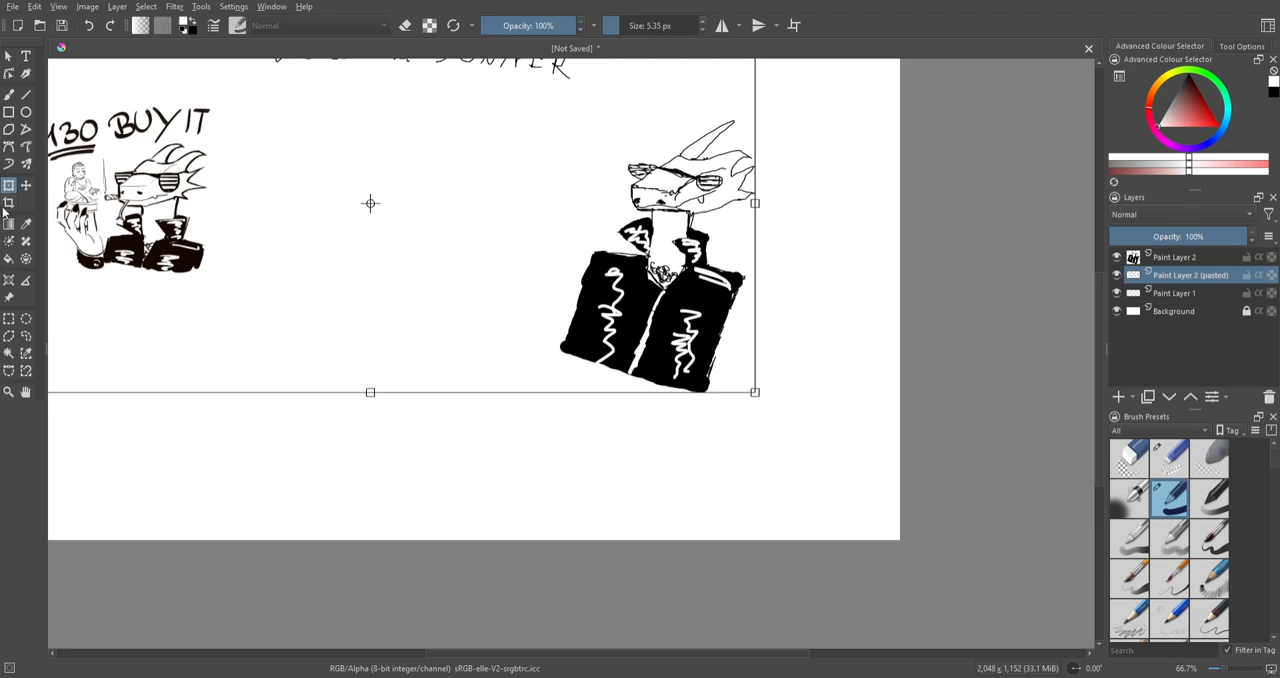 File Edit View Image Layer Select Filter Tools Settings Window Help
Normal
Opacity: 100%
Size: 5.35 px
[Not Saved] *
Advanced Colour Selector
Tool Options
Advanced Colour Selector
130 BUY IT
Layers
Normal
Opacity: 100%
Paint Layer 2
Paint Layer 2 (pasted)
Paint Layer 1
Background
Brush Presets
All
Tag
Search
Filter in Tag
RGB/Alpha (8-bit integer/channel) sRGB-elle-V2-srgbtrc.icc
2,048 x 1,152 (33.1 MiB)
0.00°
66.7%